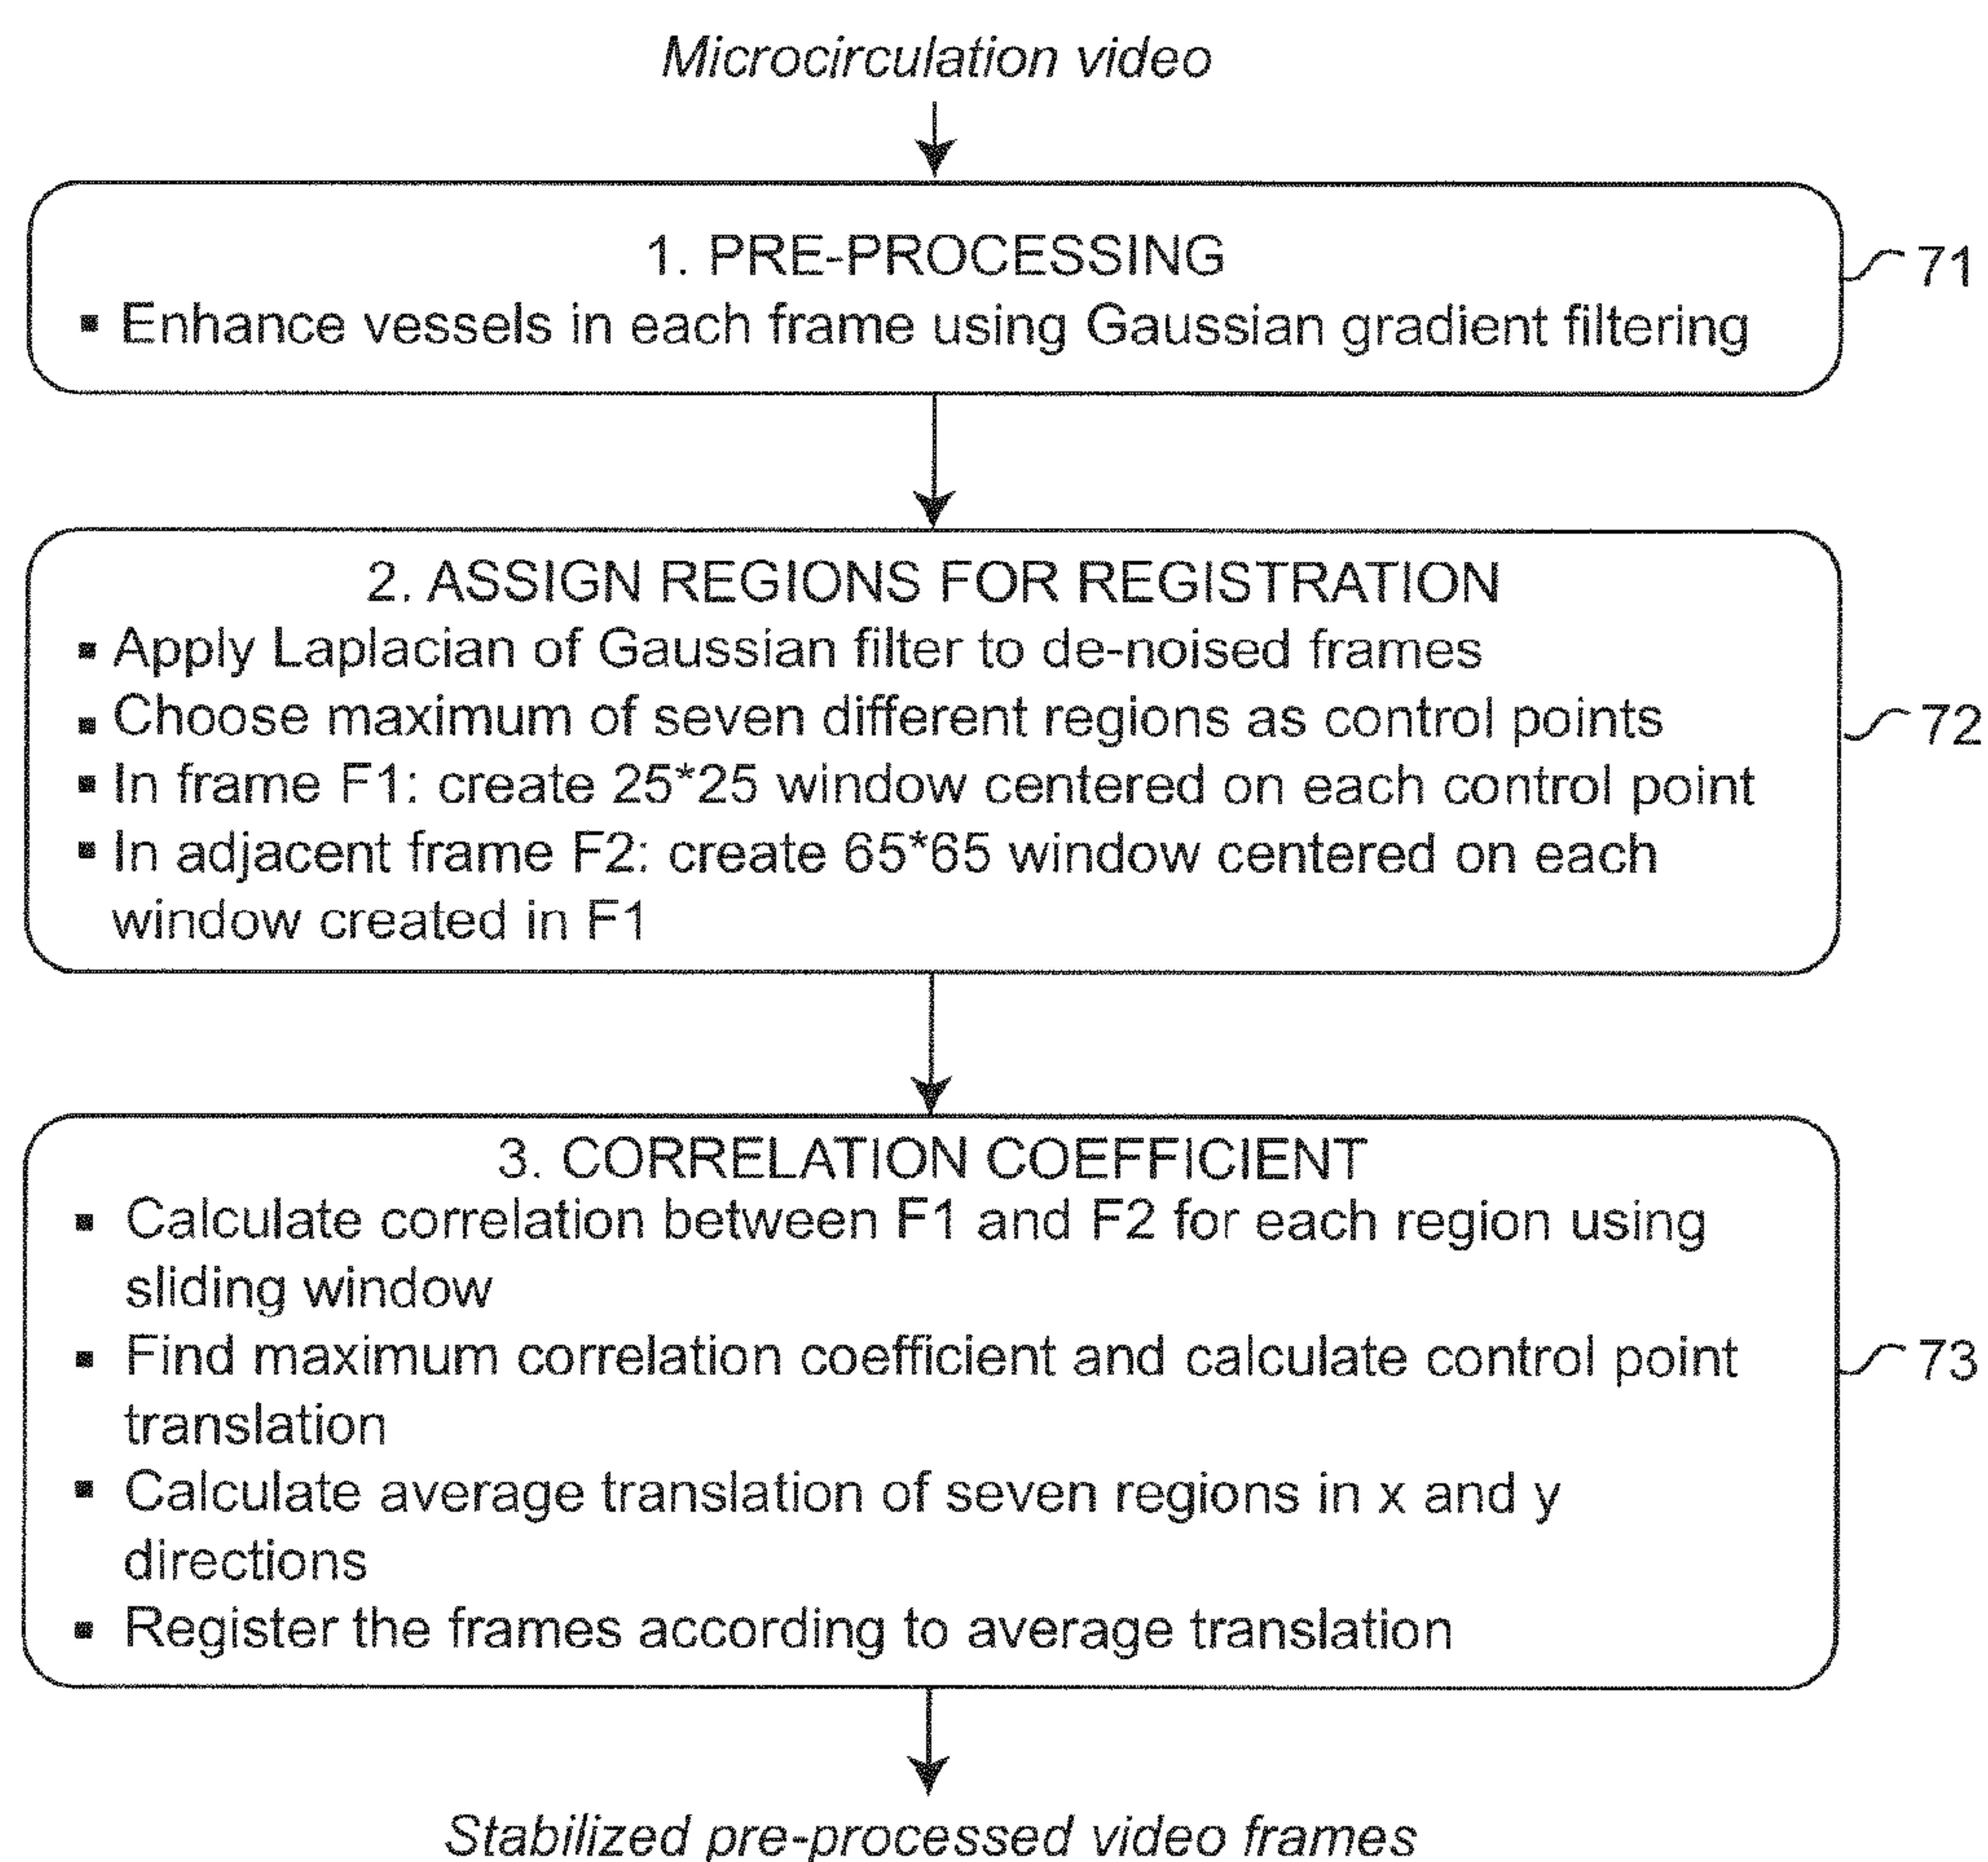 Microcirculation video
1. PRE-PROCESSING
▪ Enhance vessels in each frame using Gaussian gradient filtering
71
2. ASSIGN REGIONS FOR REGISTRATION
▪ Apply Laplacian of Gaussian filter to de-noised frames
▪ Choose maximum of seven different regions as control points
▪ In frame F1: create 25*25 window centered on each control point
▪ In adjacent frame F2: create 65*65 window centered on each
window created in F1
72
3. CORRELATION COEFFICIENT
▪ Calculate correlation between F1 and F2 for each region using
sliding window
▪ Find maximum correlation coefficient and calculate control point
translation
▪ Calculate average translation of seven regions in x and y
directions
▪ Register the frames according to average translation
73
Stabilized pre-processed video frames